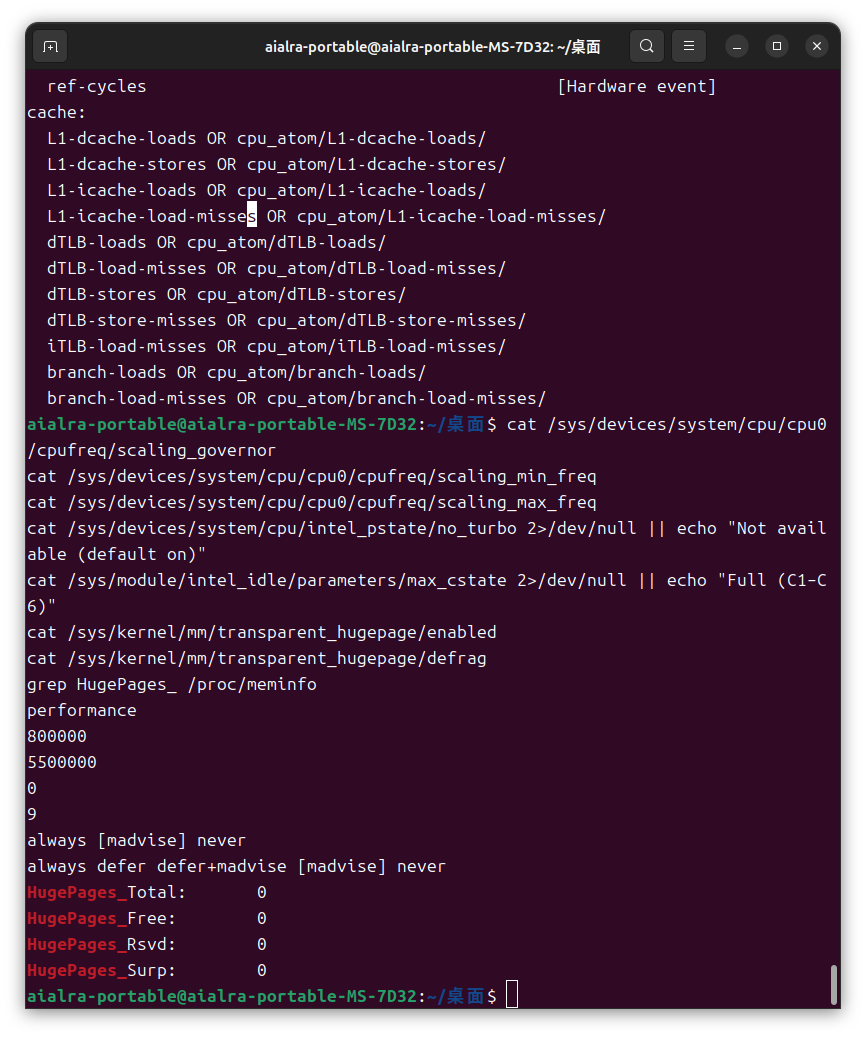 aialra-portable@aialra-portable-MS-7D32: ~/桌面
ref-cycles [Hardware event]
cache:
L1-dcache-loads OR cpu_atom/L1-dcache-loads/
L1-dcache-stores OR cpu_atom/L1-dcache-stores/
L1-icache-loads OR cpu_atom/L1-icache-loads/
L1-icache-load-misses OR cpu_atom/L1-icache-load-misses/
dTLB-loads OR cpu_atom/dTLB-loads/
dTLB-load-misses OR cpu_atom/dTLB-load-misses/
dTLB-stores OR cpu_atom/dTLB-stores/
dTLB-store-misses OR cpu_atom/dTLB-store-misses/
iTLB-load-misses OR cpu_atom/iTLB-load-misses/
branch-loads OR cpu_atom/branch-loads/
branch-load-misses OR cpu_atom/branch-load-misses/
aialra-portable@aialra-portable-MS-7D32:~/桌面$ cat /sys/devices/system/cpu/cpu0
/cpufreq/scaling_governor
cat /sys/devices/system/cpu/cpu0/cpufreq/scaling_min_freq
cat /sys/devices/system/cpu/cpu0/cpufreq/scaling_max_freq
cat /sys/devices/system/cpu/intel_pstate/no_turbo 2>/dev/null || echo "Not avail
able (default on)"
cat /sys/module/intel_idle/parameters/max_cstate 2>/dev/null || echo "Full (C1–C
6)"
cat /sys/kernel/mm/transparent_hugepage/enabled
cat /sys/kernel/mm/transparent_hugepage/defrag
grep HugePages_ /proc/meminfo
performance
800000
5500000
0
9
always [madvise] never
always defer defer+madvise [madvise] never
HugePages_Total: 0
HugePages_Free: 0
HugePages_Rsvd: 0
HugePages_Surp: 0
aialra-portable@aialra-portable-MS-7D32:~/桌面$